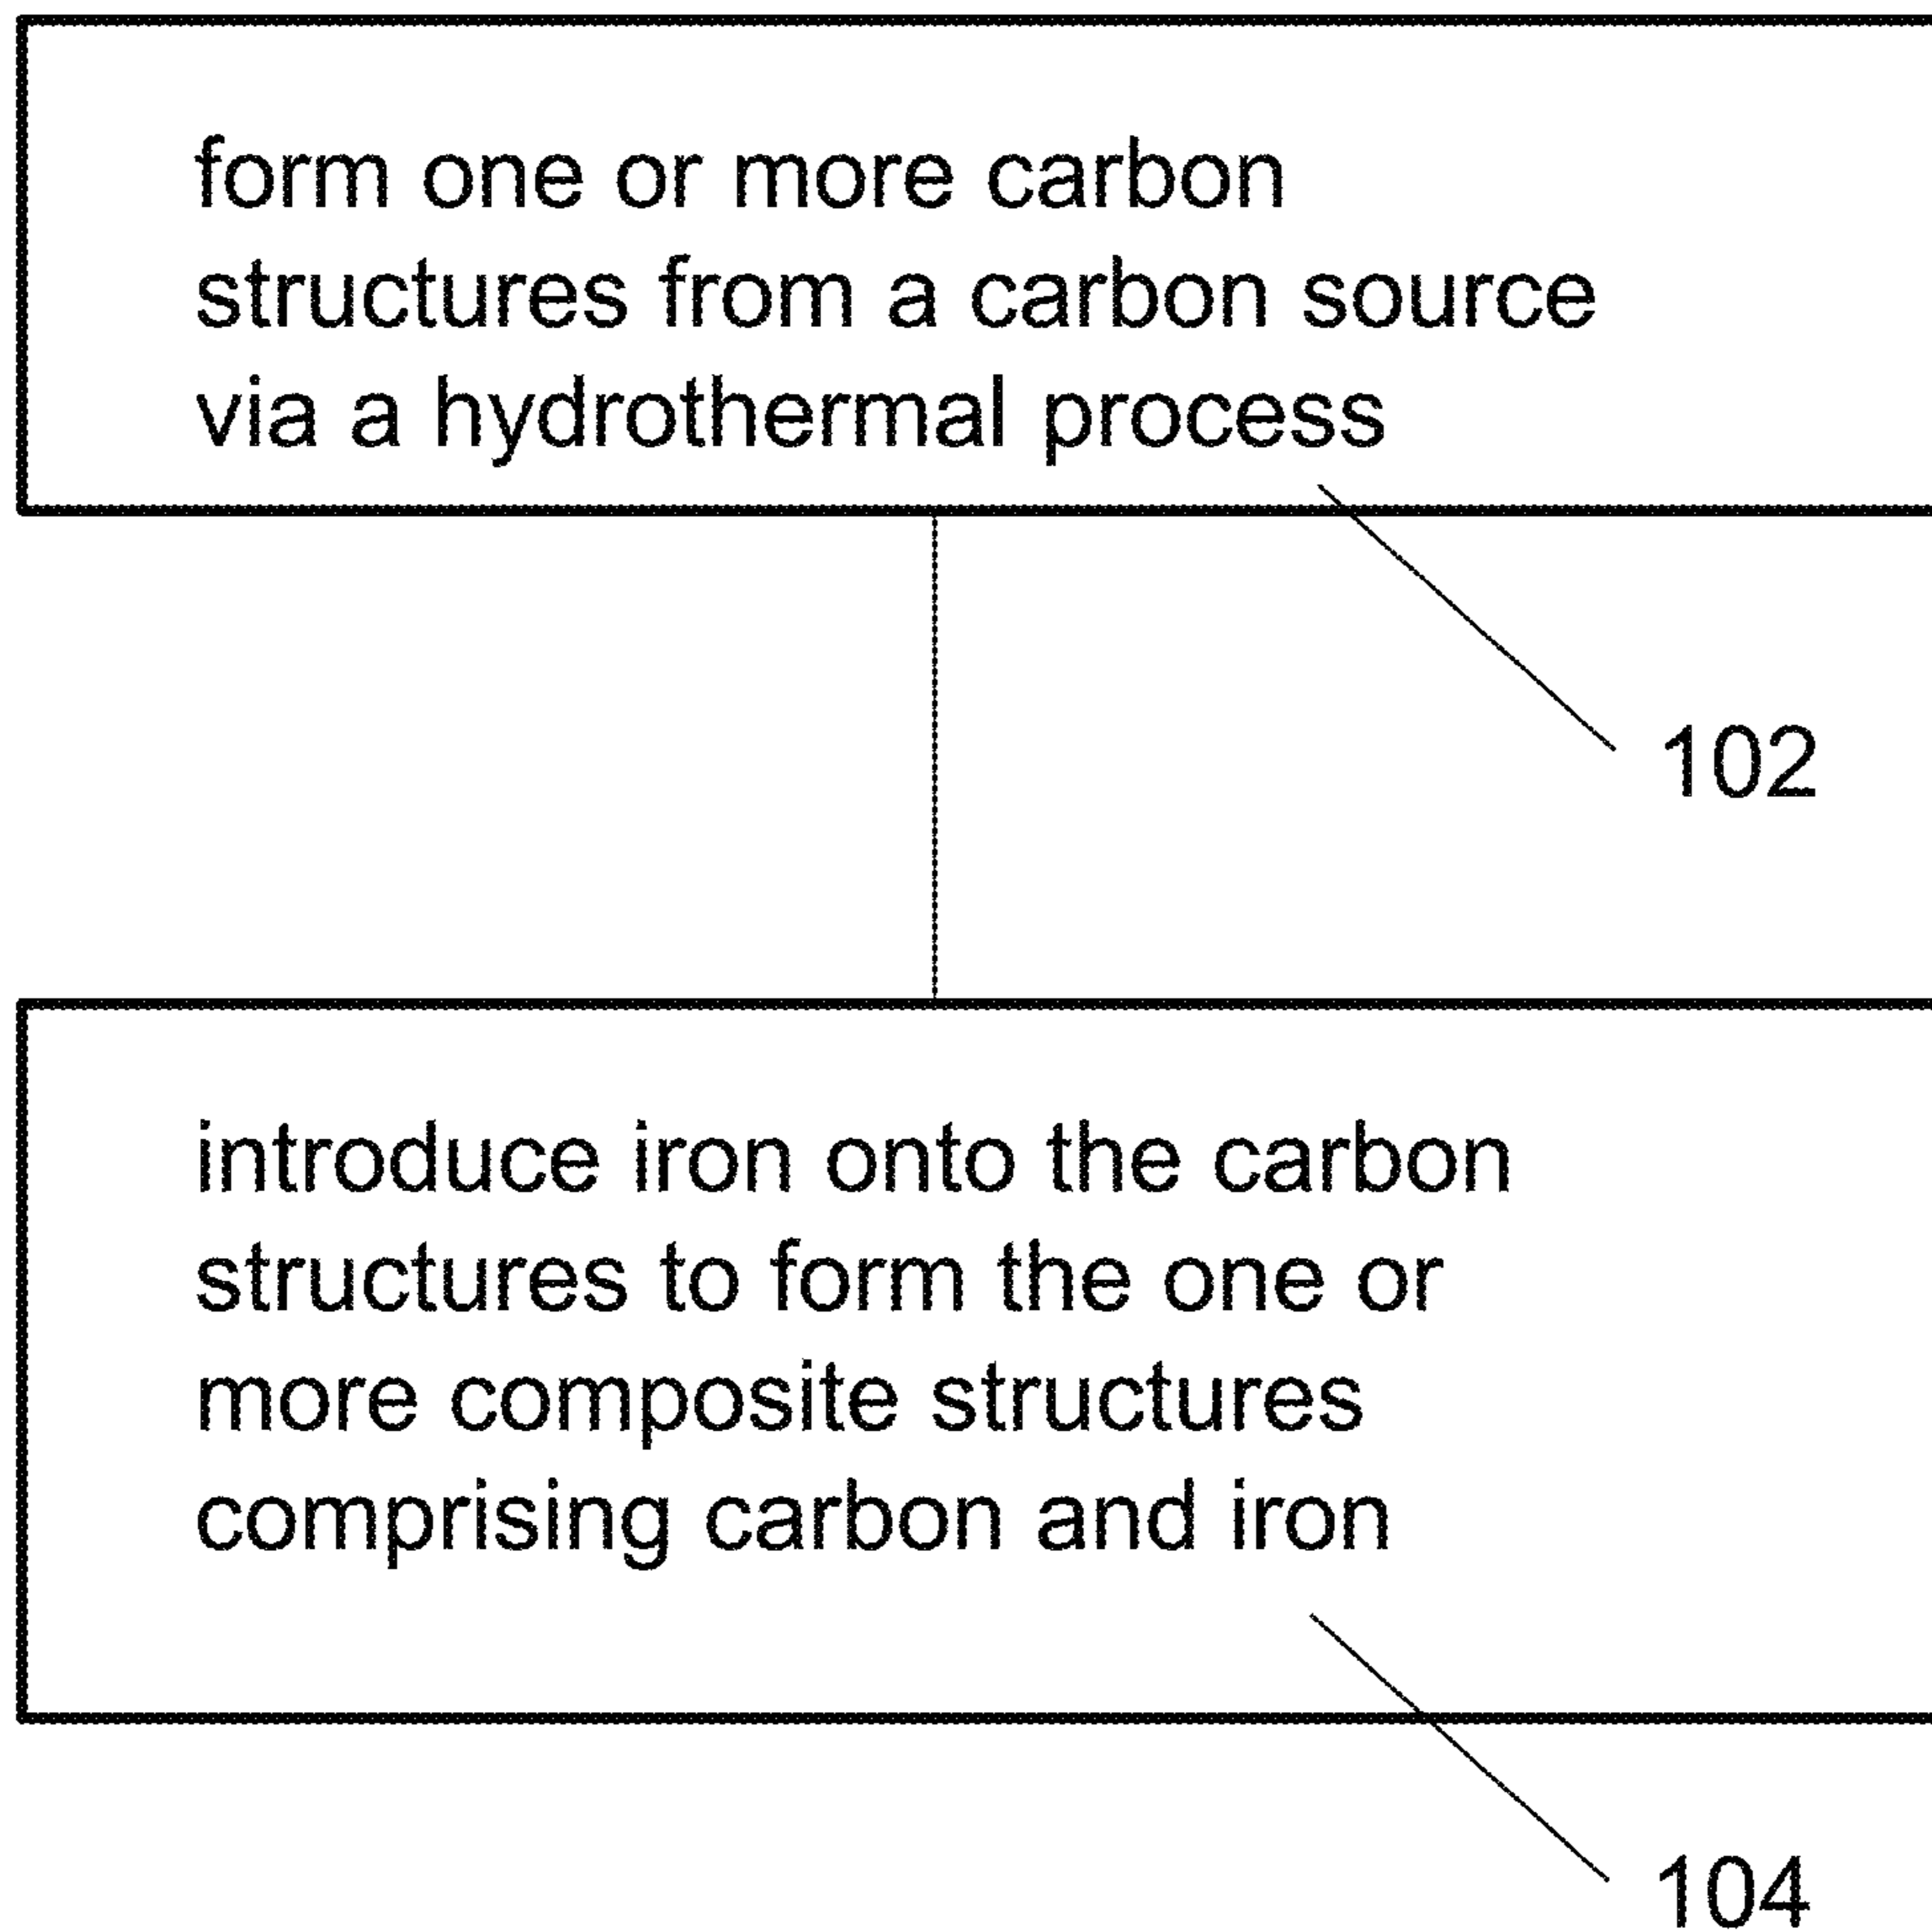 form one or more carbon
structures from a carbon source
via a hydrothermal process
102
introduce iron onto the carbon
structures to form the one or
more composite structures
comprising carbon and iron
104